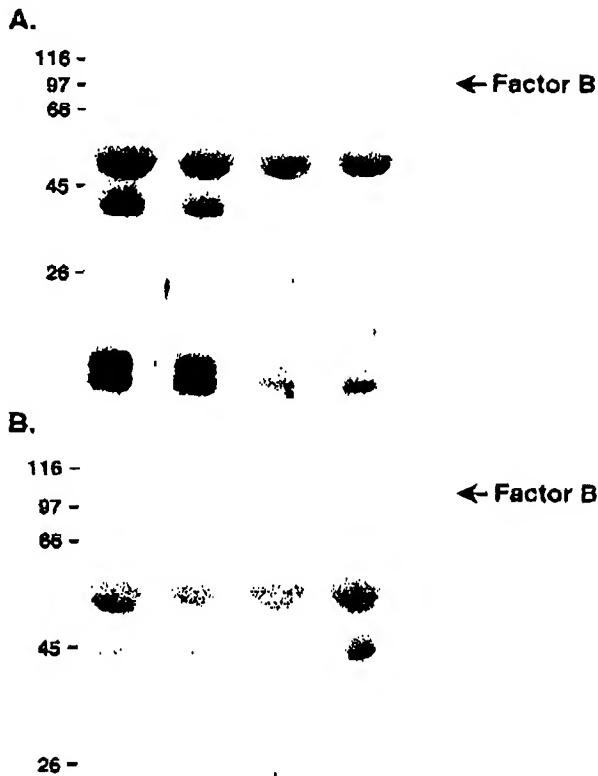 A.
116 -
97 - ← Factor B
66 -
45 -
26 -
B.
116 -
← Factor B
97 -
66 -
45 -
26 -